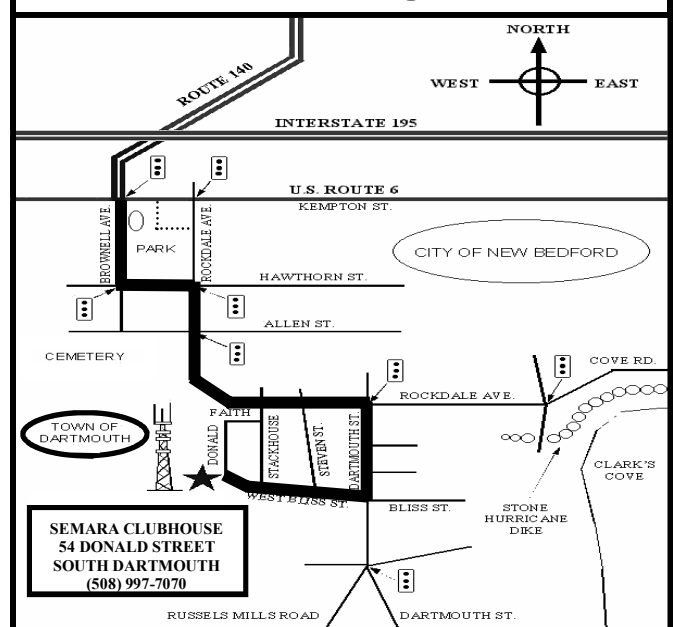 NORTH
WEST
EAST
ROUTE 140
INTERSTATE 195
U.S. ROUTE 6
KEMPTON ST.
BROWNELL AVE.
PARK
ROCKDALE AVE.
CITY OF NEW BEDFORD
HAWTHORN ST.
ALLEN ST.
CEMETERY
COVE RD.
ROCKDALE AVE.
FAITH
TOWN OF
DARTMOUTH
DONALD
STACKHOUSE
STEVEN ST.
DARTMOUTH ST.
CLARK'S
COVE
WEST BLISS ST.
BLISS ST.
STONE
HURRICANE
DIKE
SEMARA CLUBHOUSE
54 DONALD STREET
SOUTH DARTMOUTH
(508) 997-7070
RUSSELS MILLS ROAD
DARTMOUTH ST.